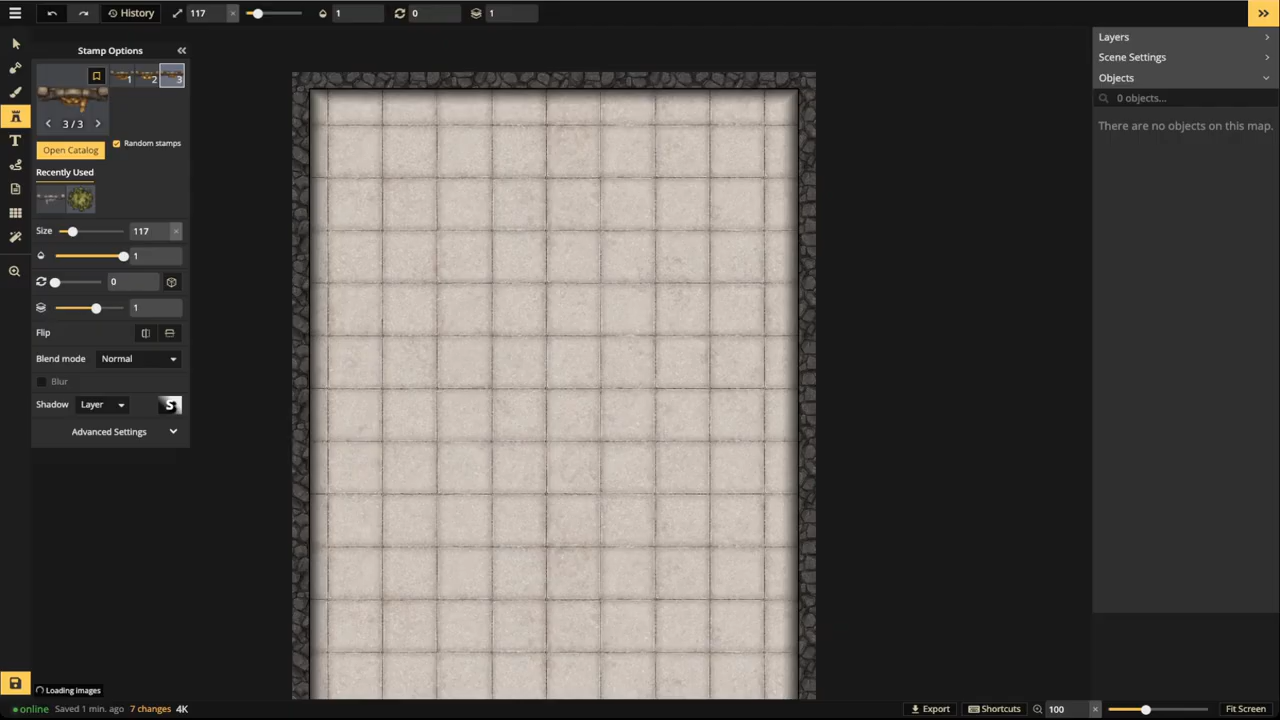 History 117 × 1 0 1
Stamp Options
1 2 3
3 / 3
Open Catalog Random stamps
Recently Used
Size 117 ×
1
0
1
Flip
Blend mode Normal
Blur
Shadow Layer S
Advanced Settings
Layers
Scene Settings
Objects
0 objects...
There are no objects on this map.
Loading images
online Saved 1 min. ago 7 changes 4K Export Shortcuts 100 × Fit Screen